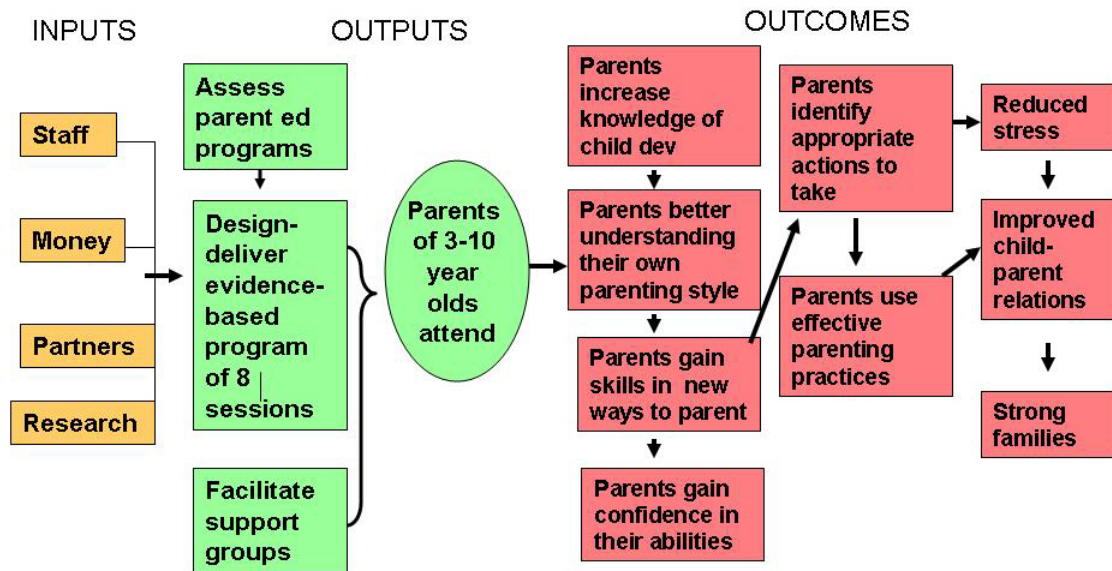 INPUTS
OUTPUTS
OUTCOMES
Staff
Money
Partners
Research
Assess
parent ed
programs
Design-
deliver
evidence-
based
program
of 8
sessions
Facilitate
support
groups
Parents
of 3-10
year
olds
attend
Parents
increase
knowledge of
child dev
Parents better
understanding
their own
parenting style
Parents gain
skills in new
ways to parent
Parents gain
confidence in
their abilities
Parents
identify
appropriate
actions to
take
Parents use
effective
parenting
practices
Reduced
stress
Improved
child-
parent
relations
Strong
families